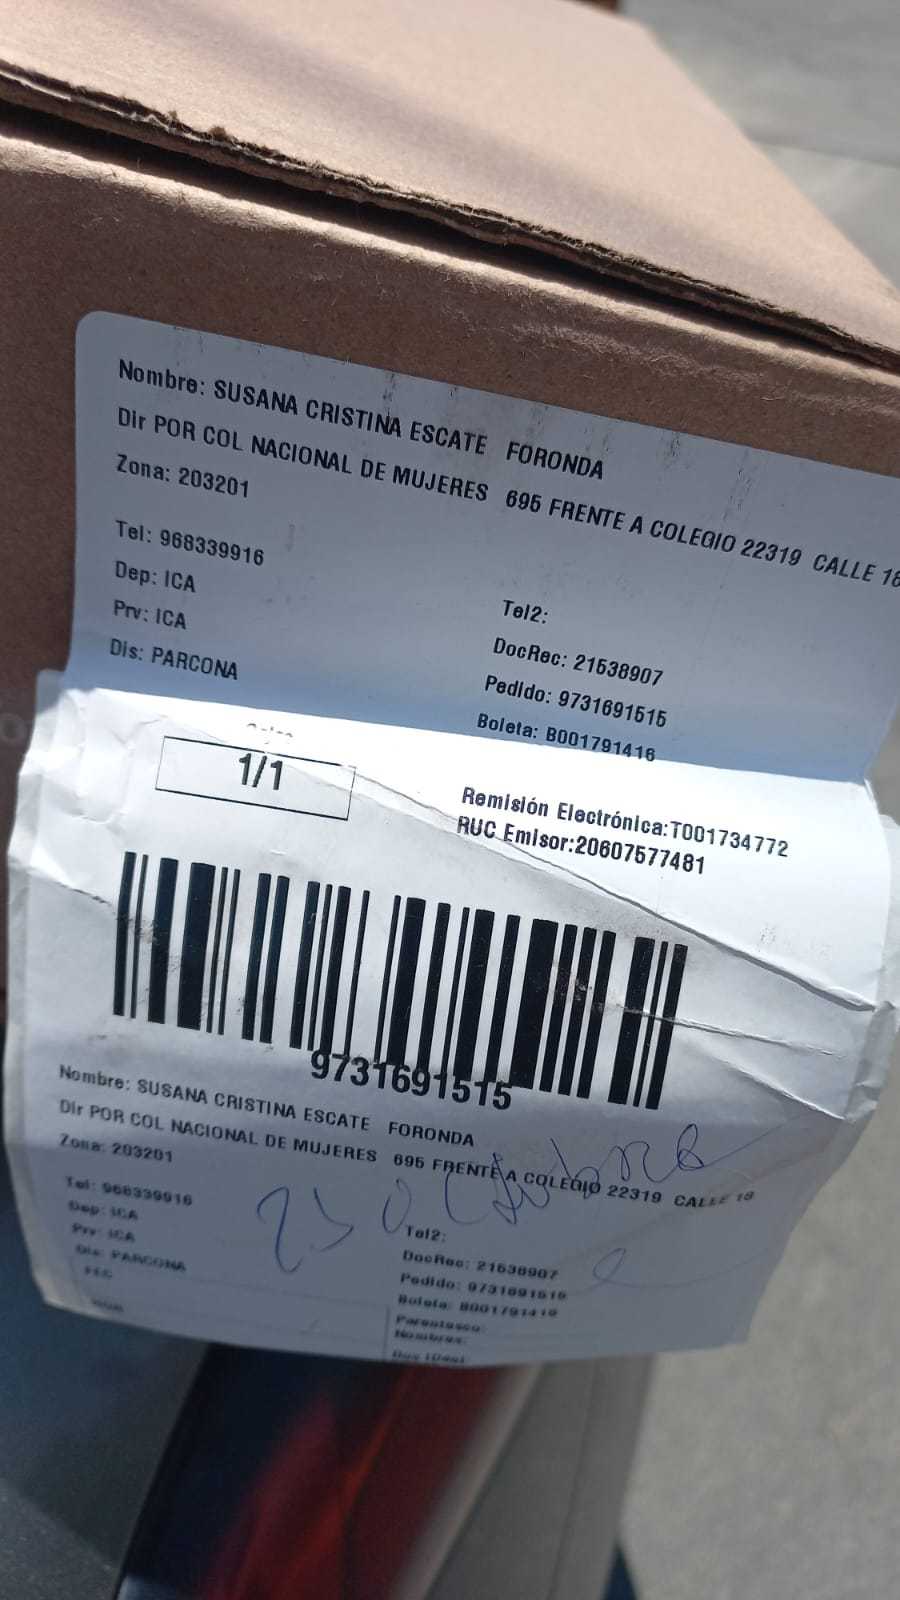 Nombre: SUSANA CRISTINA ESCATE FORONDA
Dir POR COL NACIONAL DE MUJERES 695 FRENTE A COLEGIO 22319 CALLE 18
Zona: 203201
Tel: 968339916
Tel2:
Dep: ICA
DocRec: 21538907
Prv: ICA
Pedido: 9731691515
Dis: PARCONA
Boleta: B001791416
1/1
Remisión Electrónica:T001734772
RUC Emisor:20607577481
9731691515
Nombre: SUSANA CRISTINA ESCATE FORONDA
Dir POR COL NACIONAL DE MUJERES 695 FRENTE A COLEGIO 22319 CALLE 18
Zona: 203201
Tel: 968339916
Tel2:
Dep: ICA
DocRec: 21538907
Prv: ICA
Pedido: 9731691515
Dis: PARCONA
Boleta: B001791416
FEC
Parentesco:
Nombres: